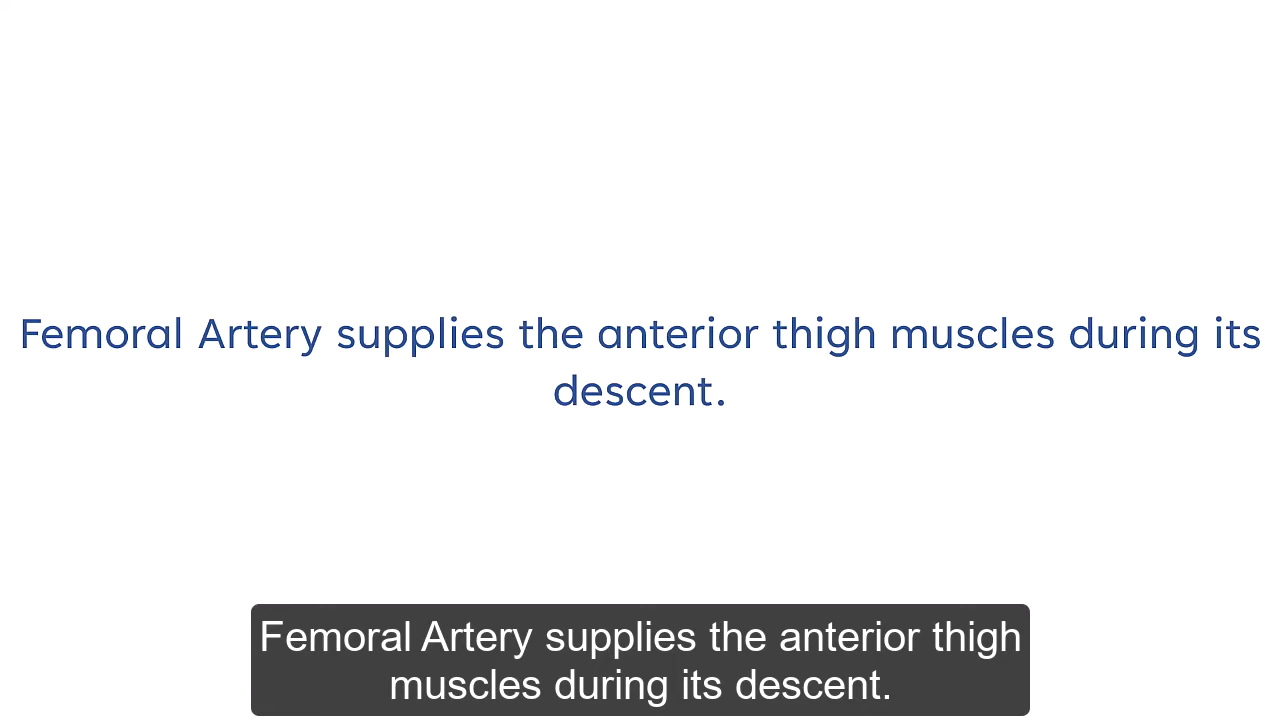 Femoral Artery supplies the anterior thigh muscles during its
descent.
Femoral Artery supplies the anterior thigh
muscles during its descent.